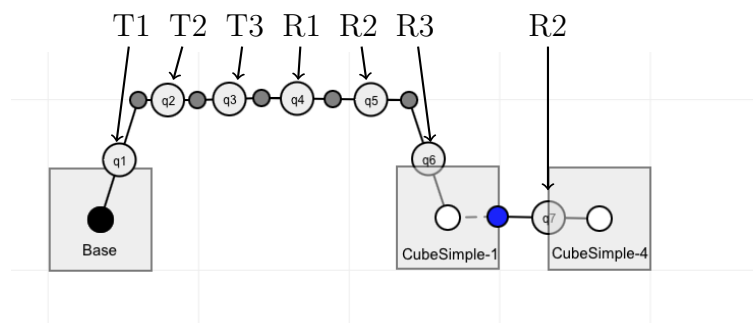 T1 T2 T3 R1 R2 R3 R2
q2 q3 q4 q5
q1 q6
q7
Base CubeSimple-1 CubeSimple-4